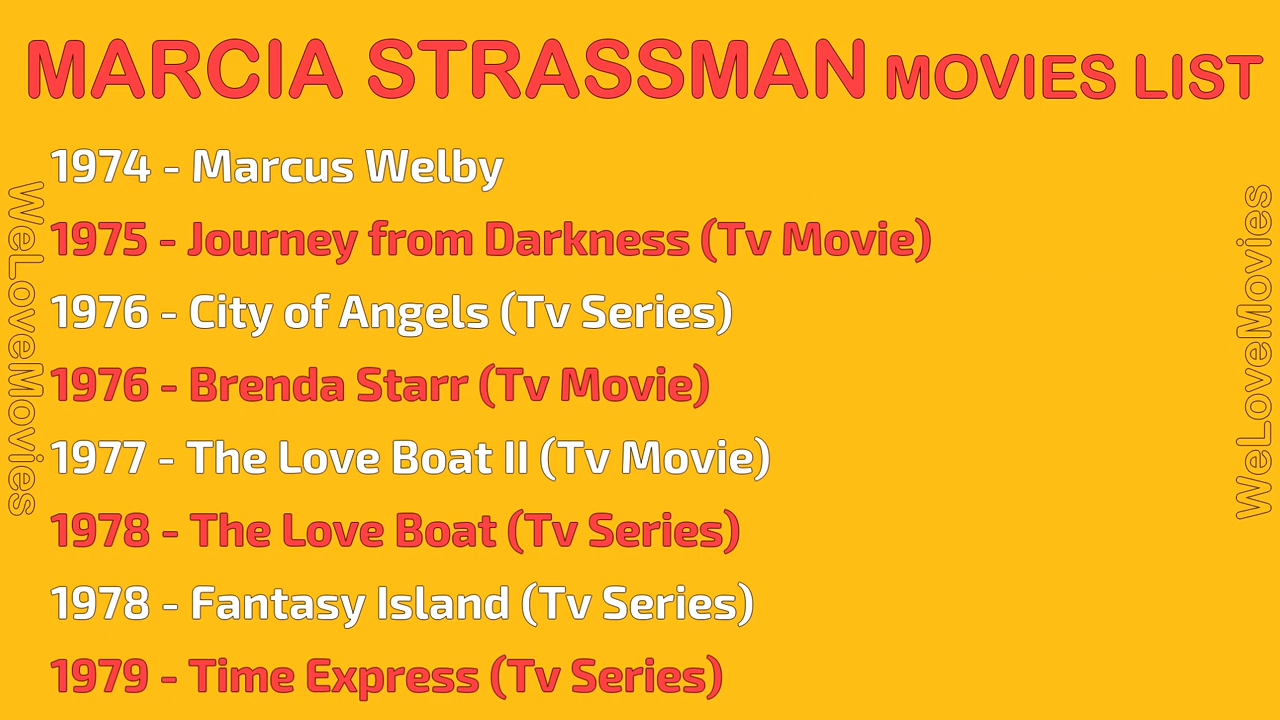 MARCIA STRASSMAN MOVIES LIST
1974 - Marcus Welby
1975 - Journey from Darkness (Tv Movie)
1976 - City of Angels (Tv Series)
1976 - Brenda Starr (Tv Movie)
1977 - The Love Boat II (Tv Movie)
1978 - The Love Boat (Tv Series)
1978 - Fantasy Island (Tv Series)
1979 - Time Express (Tv Series)
WeLoveMovies
WeLoveMovies